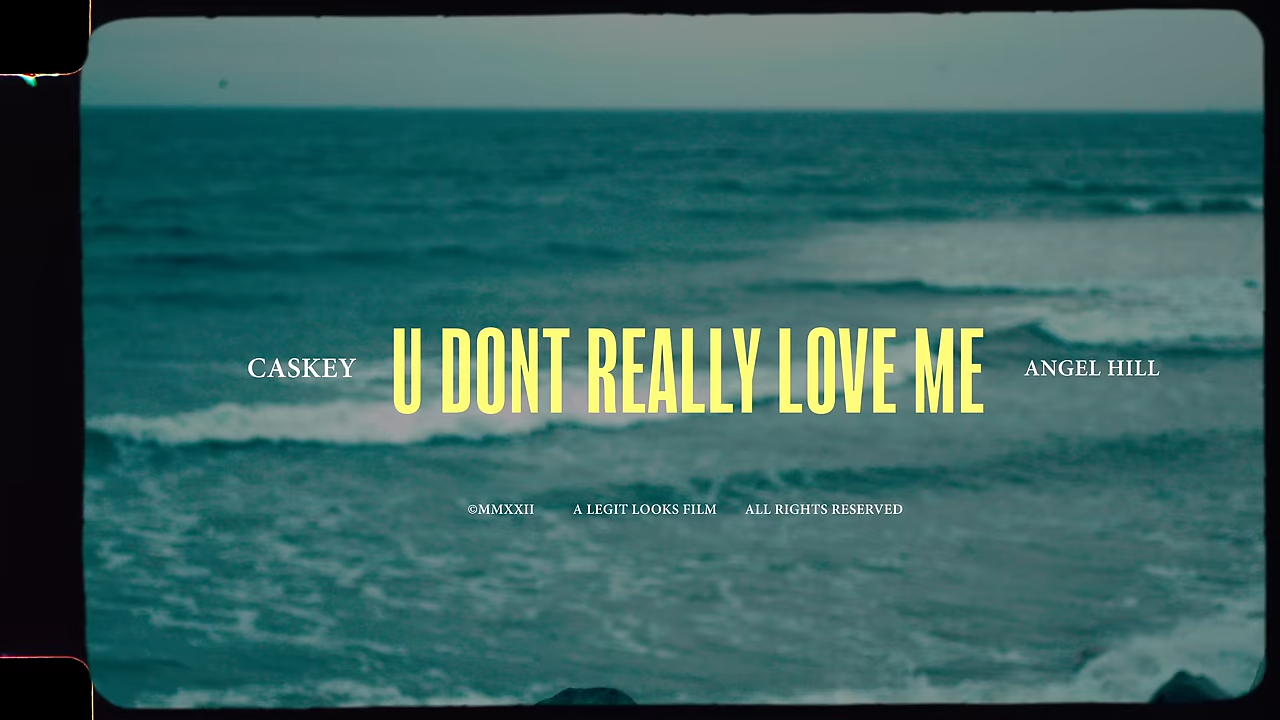 CASKEY U DONT REALLY LOVE ME ANGEL HILL
©MMXXII A LEGIT LOOKS FILM ALL RIGHTS RESERVED